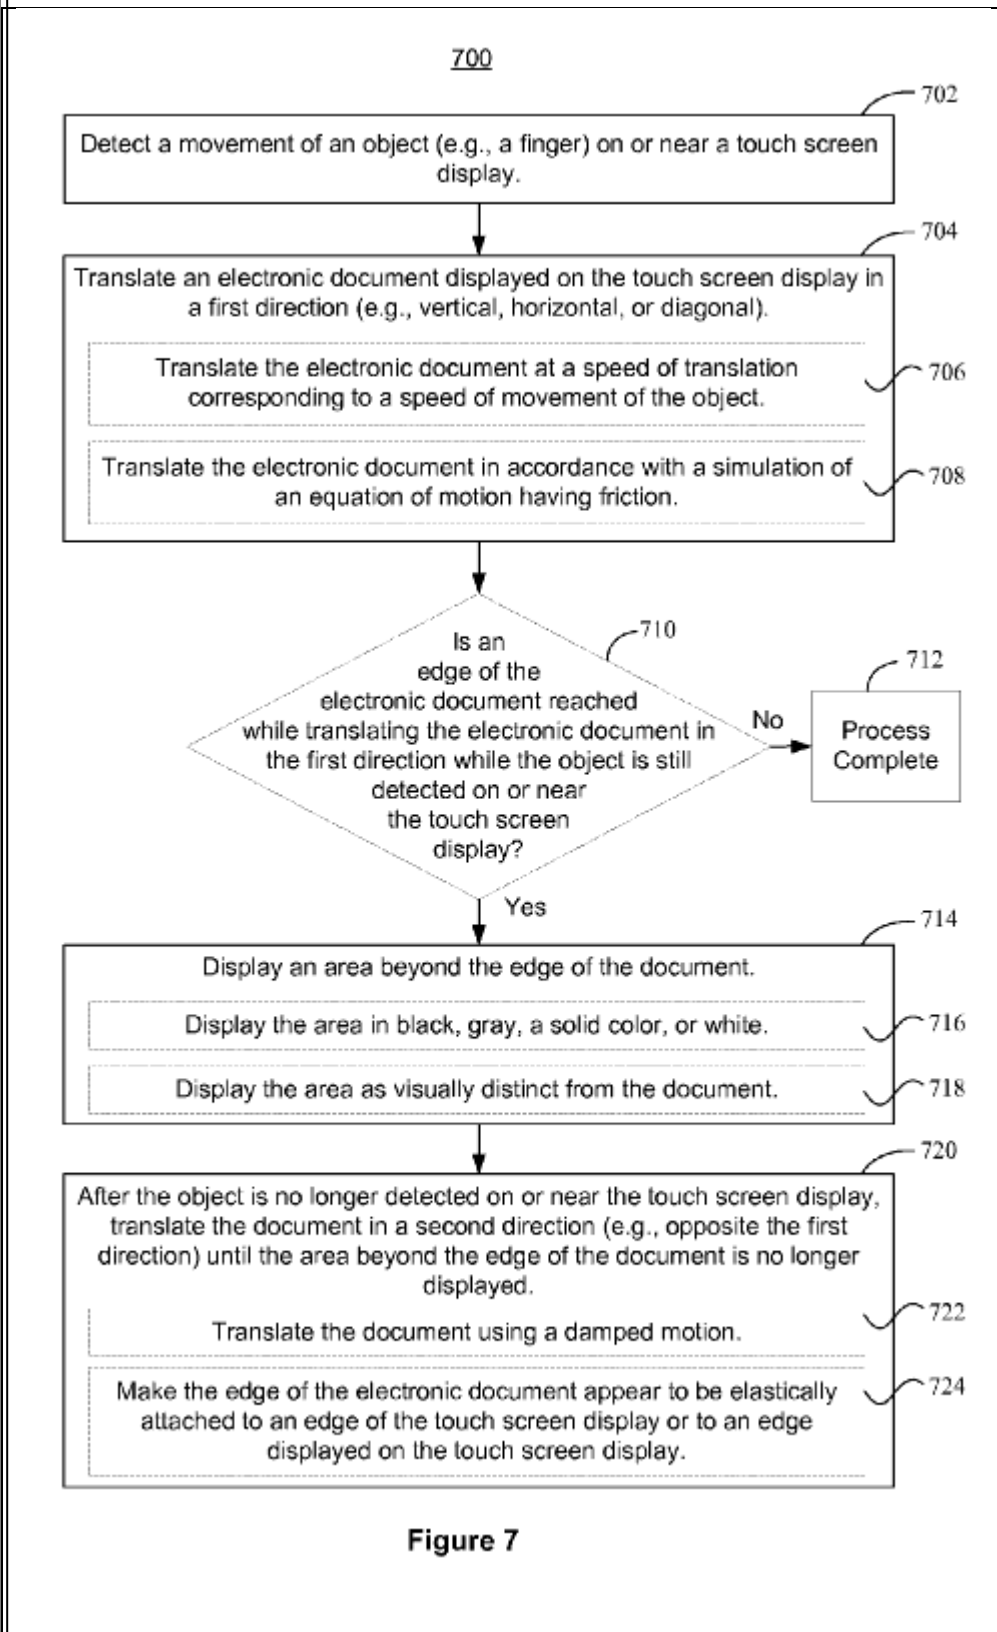 700
702
Detect a movement of an object (e.g., a finger) on or near a touch screen
display.
704
Translate an electronic document displayed on the touch screen display in
a first direction (e.g., vertical, horizontal, or diagonal).
Translate the electronic document at a speed of translation
corresponding to a speed of movement of the object.
706
Translate the electronic document in accordance with a simulation of
an equation of motion having friction.
708
710
Is an
edge of the
electronic document reached
while translating the electronic document in
the first direction while the object is still
detected on or near
the touch screen
display?
No
712
Process
Complete
Yes
714
Display an area beyond the edge of the document.
Display the area in black, gray, a solid color, or white.
716
Display the area as visually distinct from the document.
718
720
After the object is no longer detected on or near the touch screen display,
translate the document in a second direction (e.g., opposite the first
direction) until the area beyond the edge of the document is no longer
displayed.
722
Translate the document using a damped motion.
724
Make the edge of the electronic document appear to be elastically
attached to an edge of the touch screen display or to an edge
displayed on the touch screen display.
Figure 7